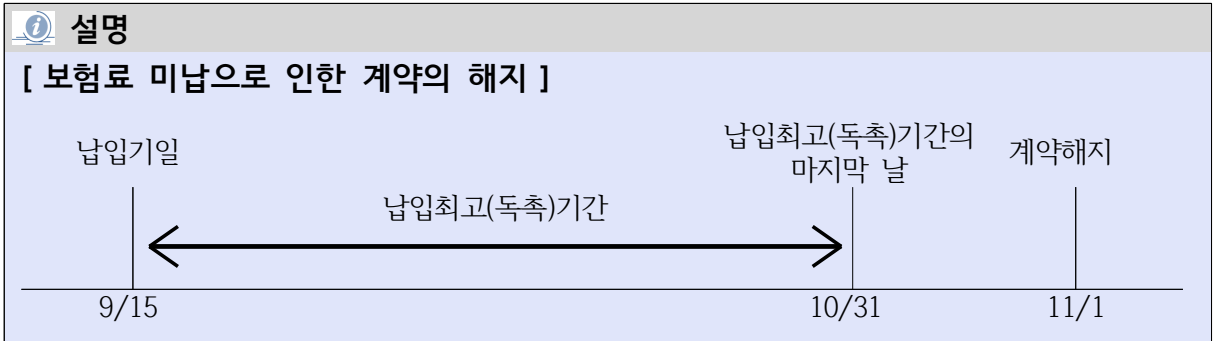 설명
[ 보험료 미납으로 인한 계약의 해지 ]
납입기일
납입최고(독촉)기간의
마지막 날
계약해지
납입최고(독촉)기간
9/15
10/31
11/1